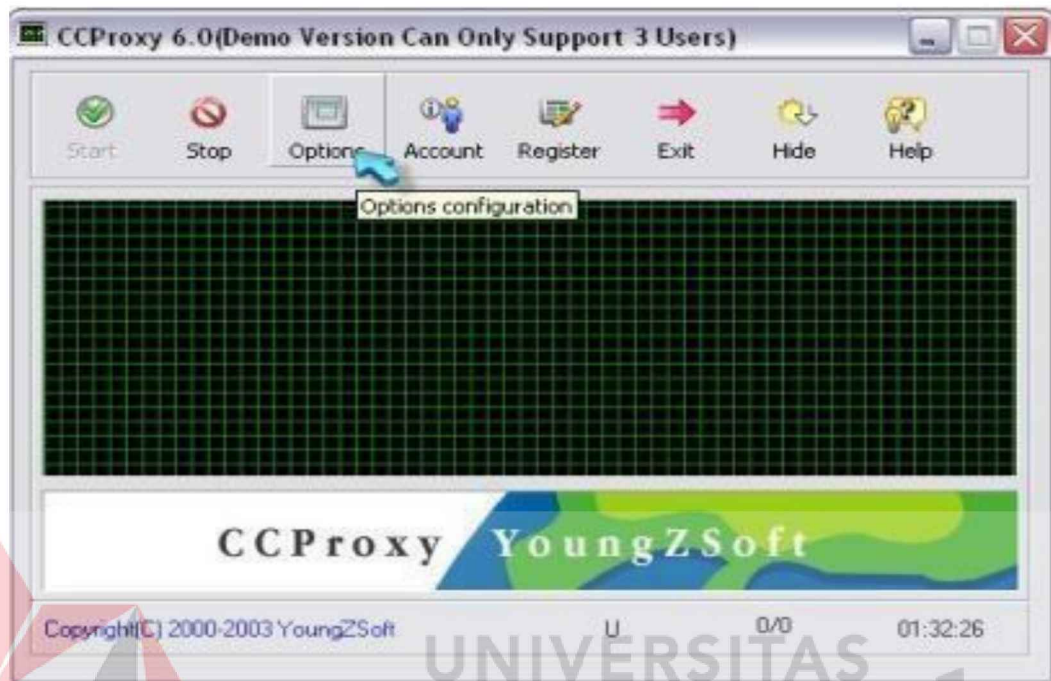 CCProxy 6.0(Demo Version Can Only Support 3 Users)
Start Stop Options Account Register Exit Hide Help
Options configuration
CCProxy YoungZSoft
Copyright(C) 2000-2003 YoungZSoft U 0/0 01:32:26
UNIVERSITAS